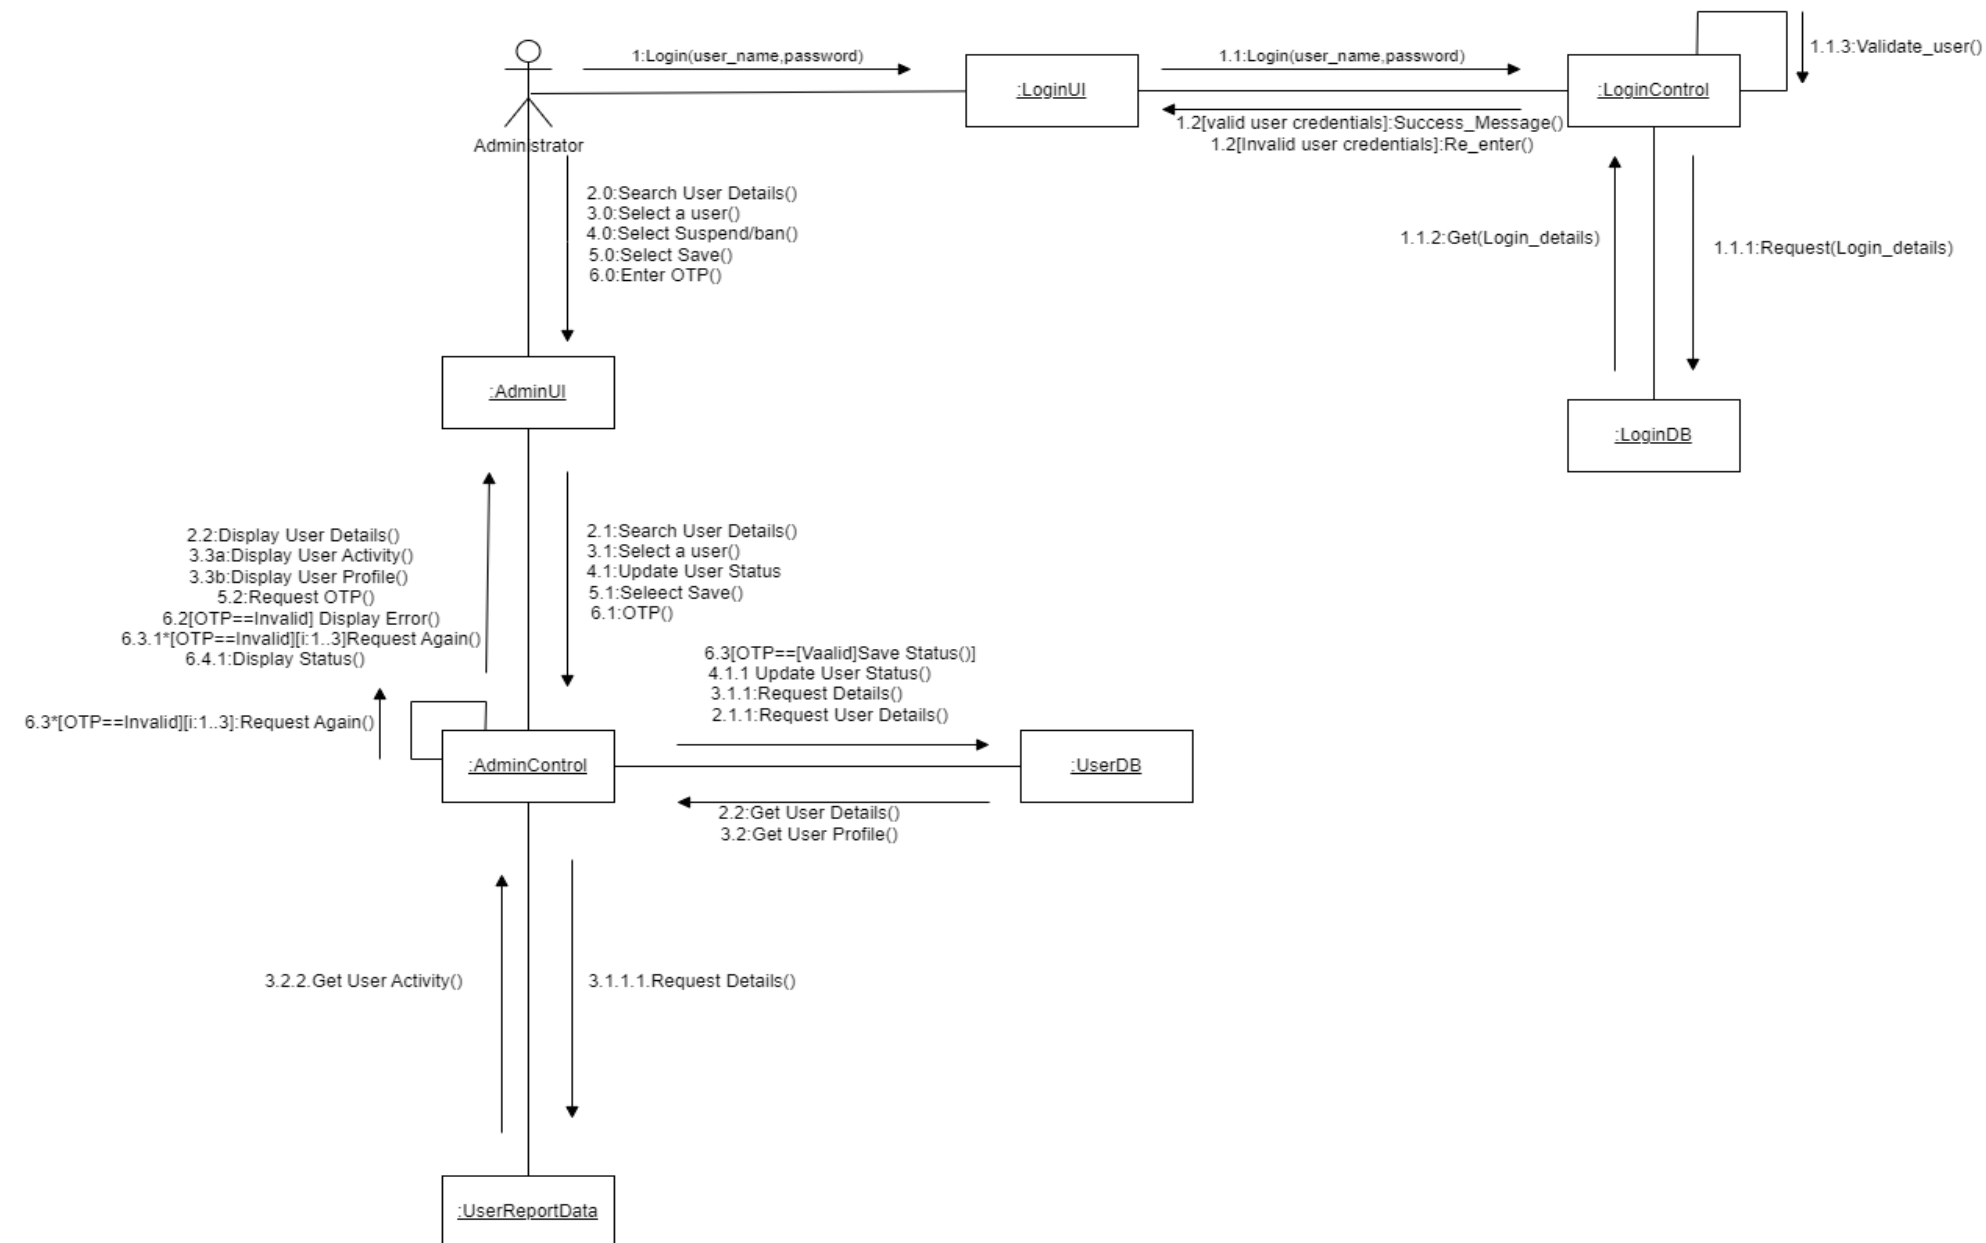 1:Login(user_name,password)
1.1:Login(user_name,password)
1.1.3:Validate_user()
:LoginUI
:LoginControl
1.2[valid user credentials]:Success_Message()
1.2[Invalid user credentials]:Re_enter()
Administrator
2.0:Search User Details()
3.0:Select a user()
4.0:Select Suspend/ban()
5.0:Select Save()
6.0:Enter OTP()
1.1.2:Get(Login_details)
1.1.1:Request(Login_details)
:AdminUI
:LoginDB
2.2:Display User Details()
3.3a:Display User Activity()
3.3b:Display User Profile()
5.2:Request OTP()
6.2[OTP==Invalid] Display Error()
6.3.1*[OTP==Invalid][i:1..3]Request Again()
6.4.1:Display Status()
2.1:Search User Details()
3.1:Select a user()
4.1:Update User Status
5.1:Seleect Save()
6.1:OTP()
6.3[OTP==[Vaalid]Save Status()]
4.1.1 Update User Status()
3.1.1:Request Details()
2.1.1:Request User Details()
6.3*[OTP==Invalid][i:1..3]:Request Again()
:AdminControl
:UserDB
2.2:Get User Details()
3.2:Get User Profile()
3.2.2.Get User Activity()
3.1.1.1.Request Details()
:UserReportData